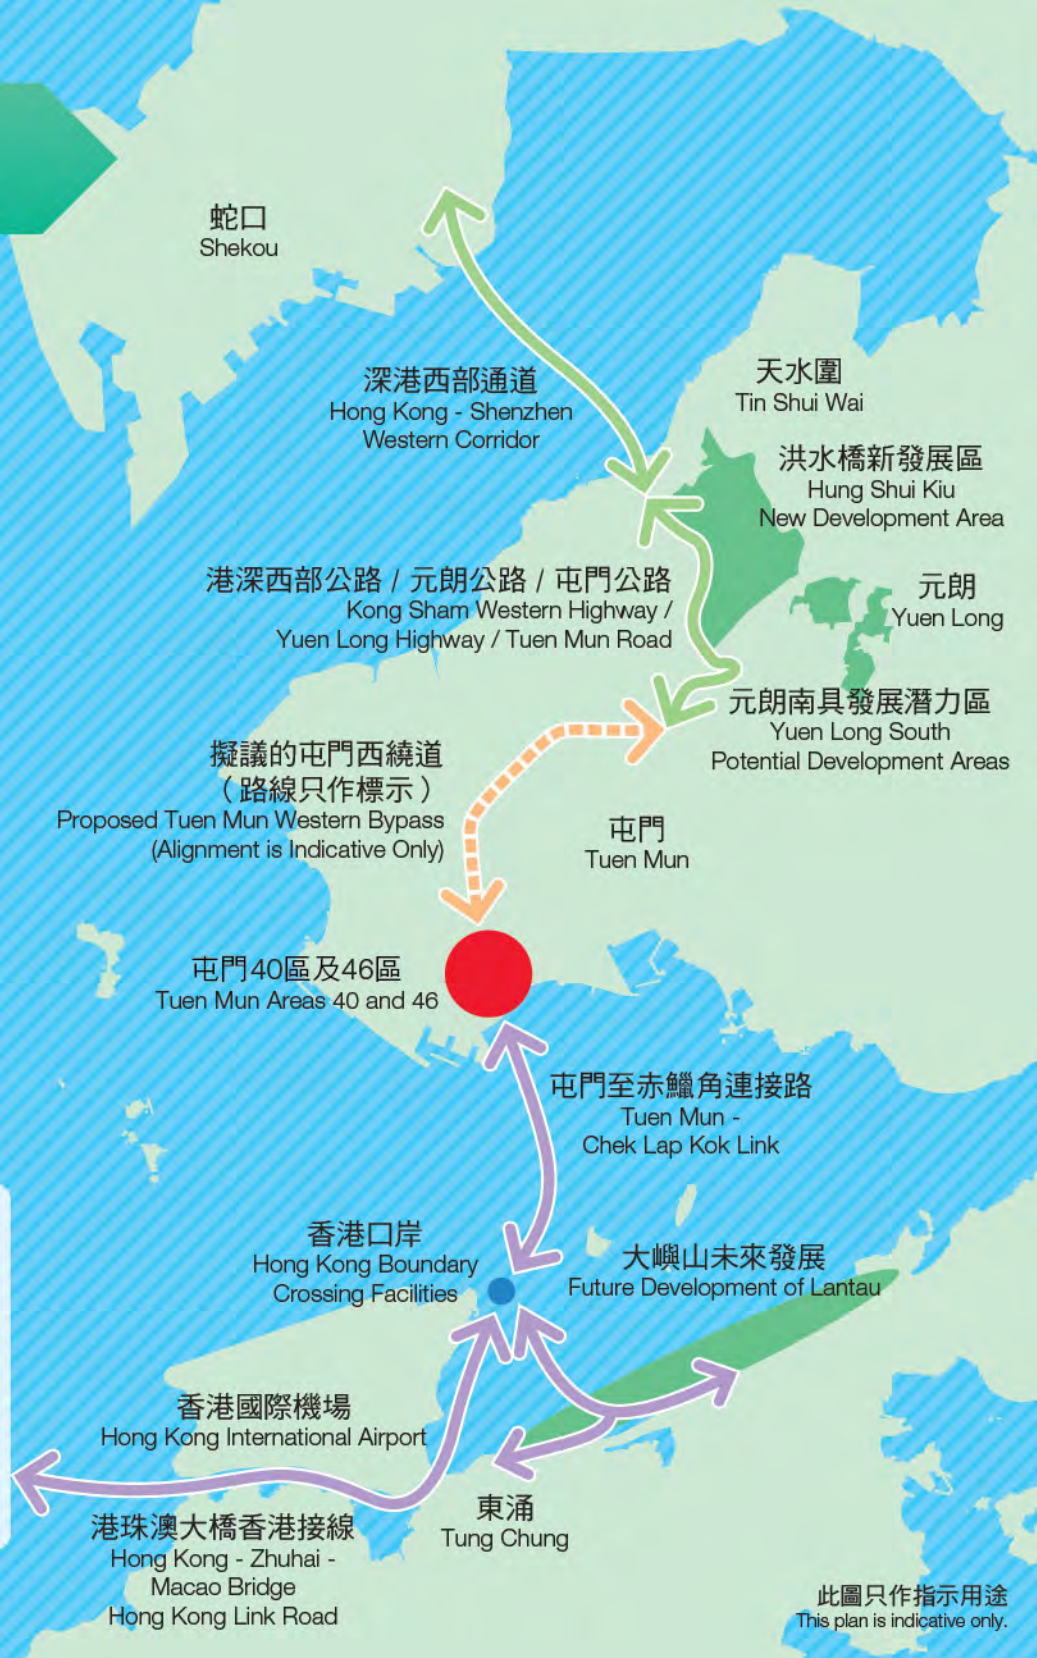 蛇口
Shekou
深港西部通道
Hong Kong - Shenzhen
Western Corridor
天水圍
Tin Shui Wai
洪水橋新發展區
Hung Shui Kiu
New Development Area
港深西部公路 / 元朗公路 / 屯門公路
Kong Sham Western Highway /
Yuen Long Highway / Tuen Mun Road
元朗
Yuen Long
元朗南具發展潛力區
Yuen Long South
Potential Development Areas
擬議的屯門西繞道
（路線只作標示）
Proposed Tuen Mun Western Bypass
(Alignment is Indicative Only)
屯門
Tuen Mun
屯門40區及46區
Tuen Mun Areas 40 and 46
屯門至赤鱲角連接路
Tuen Mun -
Chek Lap Kok Link
香港口岸
Hong Kong Boundary
Crossing Facilities
大嶼山未來發展
Future Development of Lantau
香港國際機場
Hong Kong International Airport
港珠澳大橋香港接線
Hong Kong - Zhuhai -
Macao Bridge
Hong Kong Link Road
東涌
Tung Chung
此圖只作指示用途
This plan is indicative only.